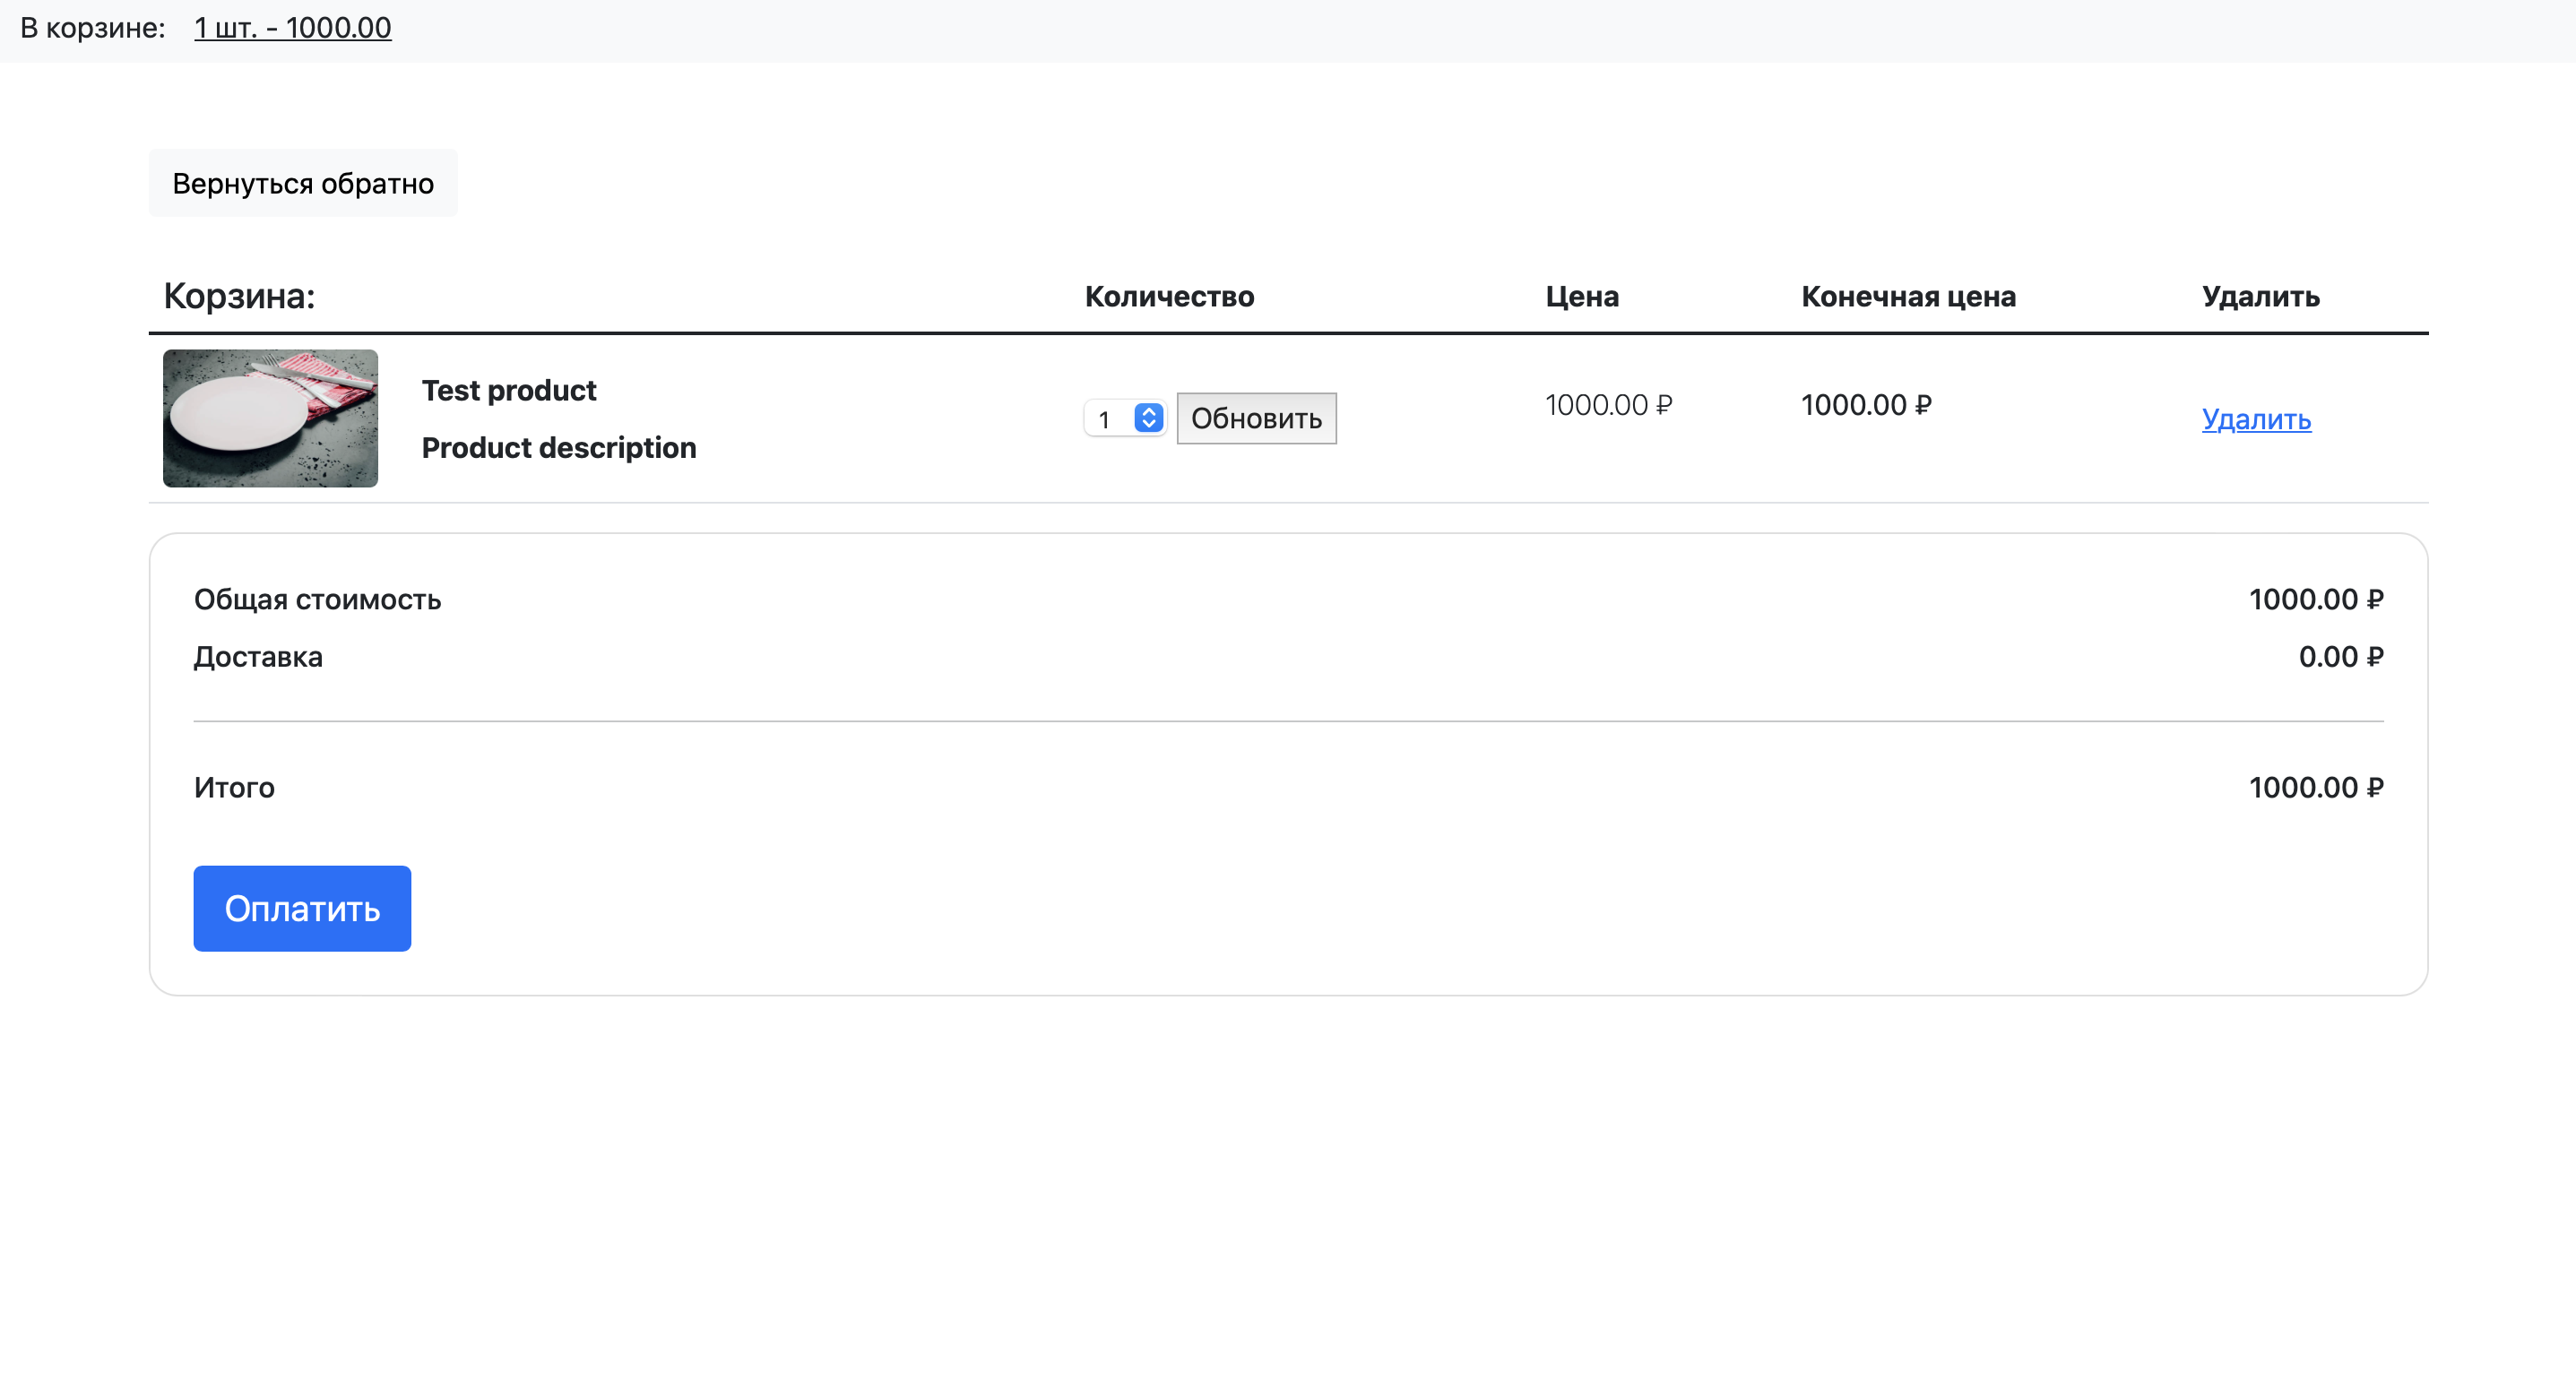 В корзине: 1 шт. - 1000.00
Вернуться обратно
Корзина: Количество Цена Конечная цена Удалить
Test product
Product description
1 Обновить 1000.00 ₽ 1000.00 ₽ Удалить
Общая стоимость 1000.00 ₽
Доставка 0.00 ₽
Итого 1000.00 ₽
Оплатить